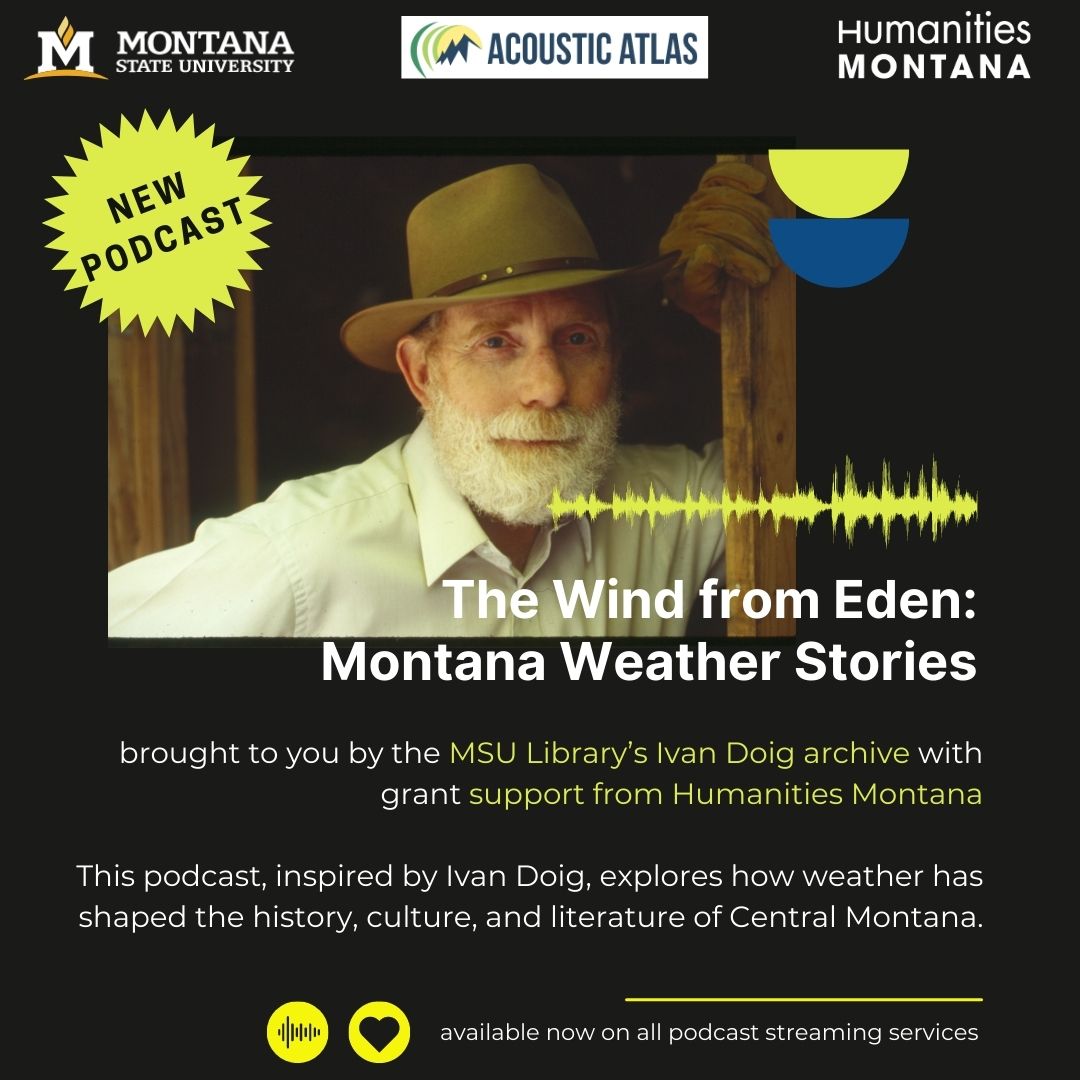 MONTANA
STATE UNIVERSITY
ACOUSTIC ATLAS
Humanities
MONTANA
NEW
PODCAST
The Wind from Eden:
Montana Weather Stories
brought to you by the MSU Library’s Ivan Doig archive with
grant support from Humanities Montana
This podcast, inspired by Ivan Doig, explores how weather has
shaped the history, culture, and literature of Central Montana.
available now on all podcast streaming services